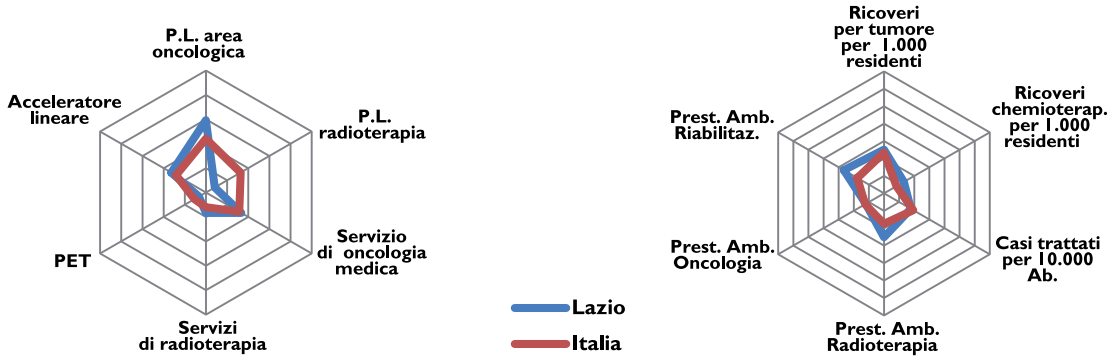 P.L. area
oncologica
P.L.
radioterapia
Servizio
di oncologia
medica
Servizi
di radioterapia
PET
Acceleratore
lineare
Ricoveri
per tumore
per 1.000
residenti
Ricoveri
chemioterap.
per 1.000
residenti
Casi trattati
per 10.000
Ab.
Prest. Amb.
Radioterapia
Prest. Amb.
Oncologia
Prest. Amb.
Riabilitaz.
Lazio
Italia